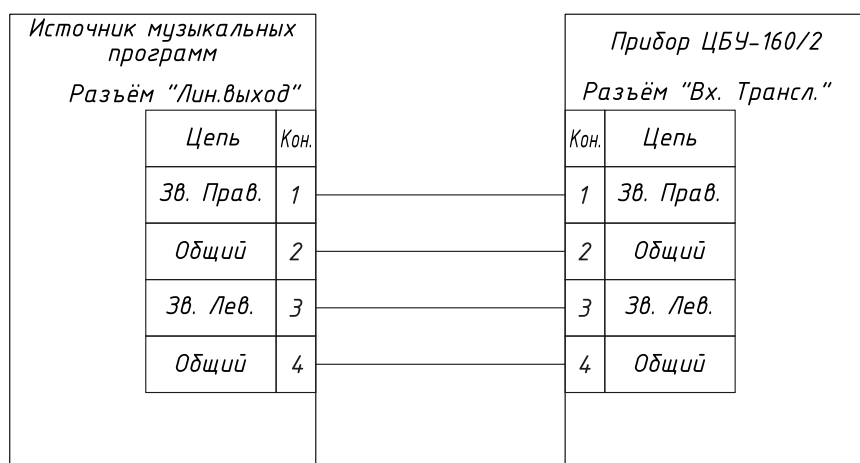 Источник музыкальных
программ
Разъём "Лин.выход"
Цепь Кон.
Зв. Прав. 1
Общий 2
Зв. Лев. 3
Общий 4
Прибор ЦБУ-160/2
Разъём "Вх. Трансл."
Кон. Цепь
1 Зв. Прав.
2 Общий
3 Зв. Лев.
4 Общий